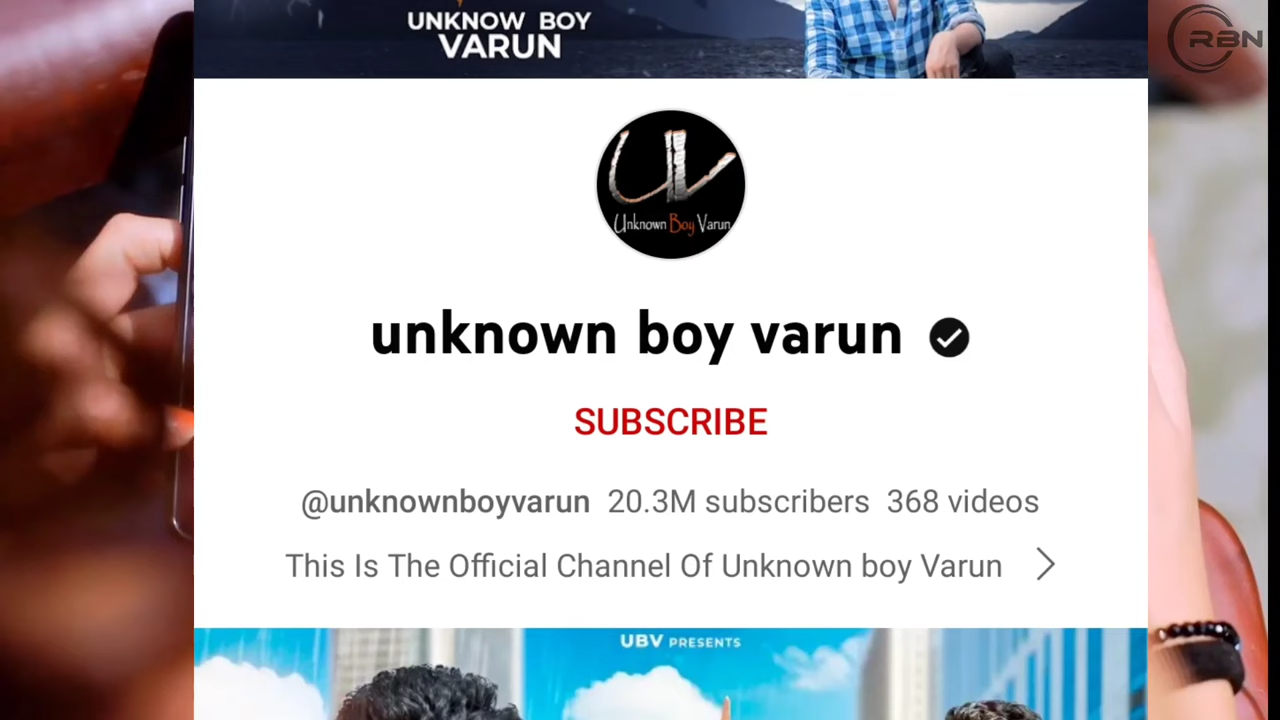 UNKNOW BOY
VARUN
RBN
Unknown Boy Varun
unknown boy varun
SUBSCRIBE
@unknownboyvarun 20.3M subscribers 368 videos
This Is The Official Channel Of Unknown boy Varun
UBV PRESENTS